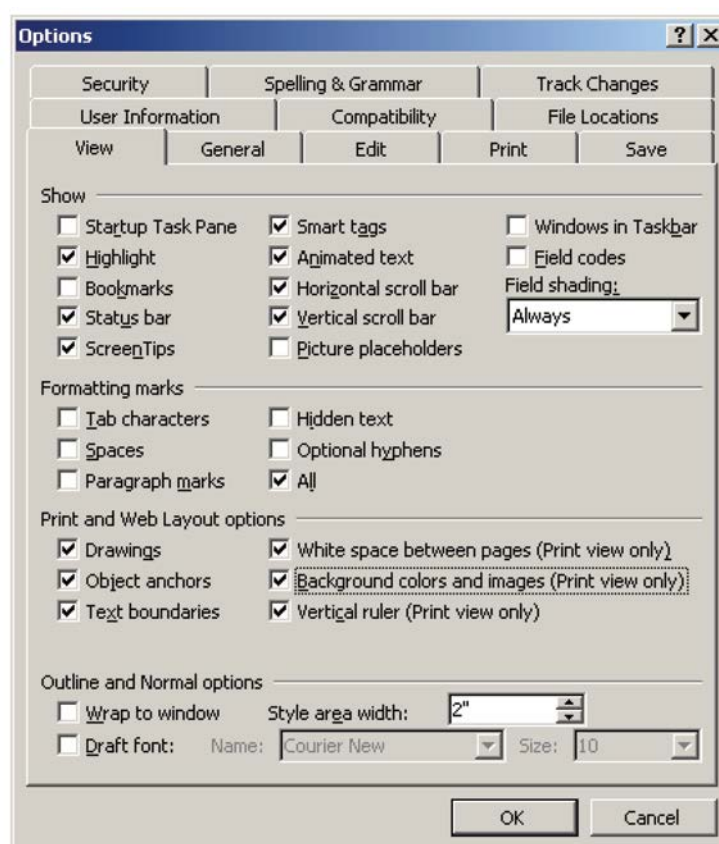 Options
Security Spelling & Grammar Track Changes
User Information Compatibility File Locations
View General Edit Print Save
Show
Startup Task Pane Smart tags Windows in Taskbar
Highlight Animated text Field codes
Bookmarks Horizontal scroll bar Field shading:
Status bar Vertical scroll bar Always
ScreenTips Picture placeholders
Formatting marks
Tab characters Hidden text
Spaces Optional hyphens
Paragraph marks All
Print and Web Layout options
Drawings White space between pages (Print view only)
Object anchors Background colors and images (Print view only)
Text boundaries Vertical ruler (Print view only)
Outline and Normal options
Wrap to window Style area width: 2"
Draft font: Name: Courier New Size: 10
OK Cancel